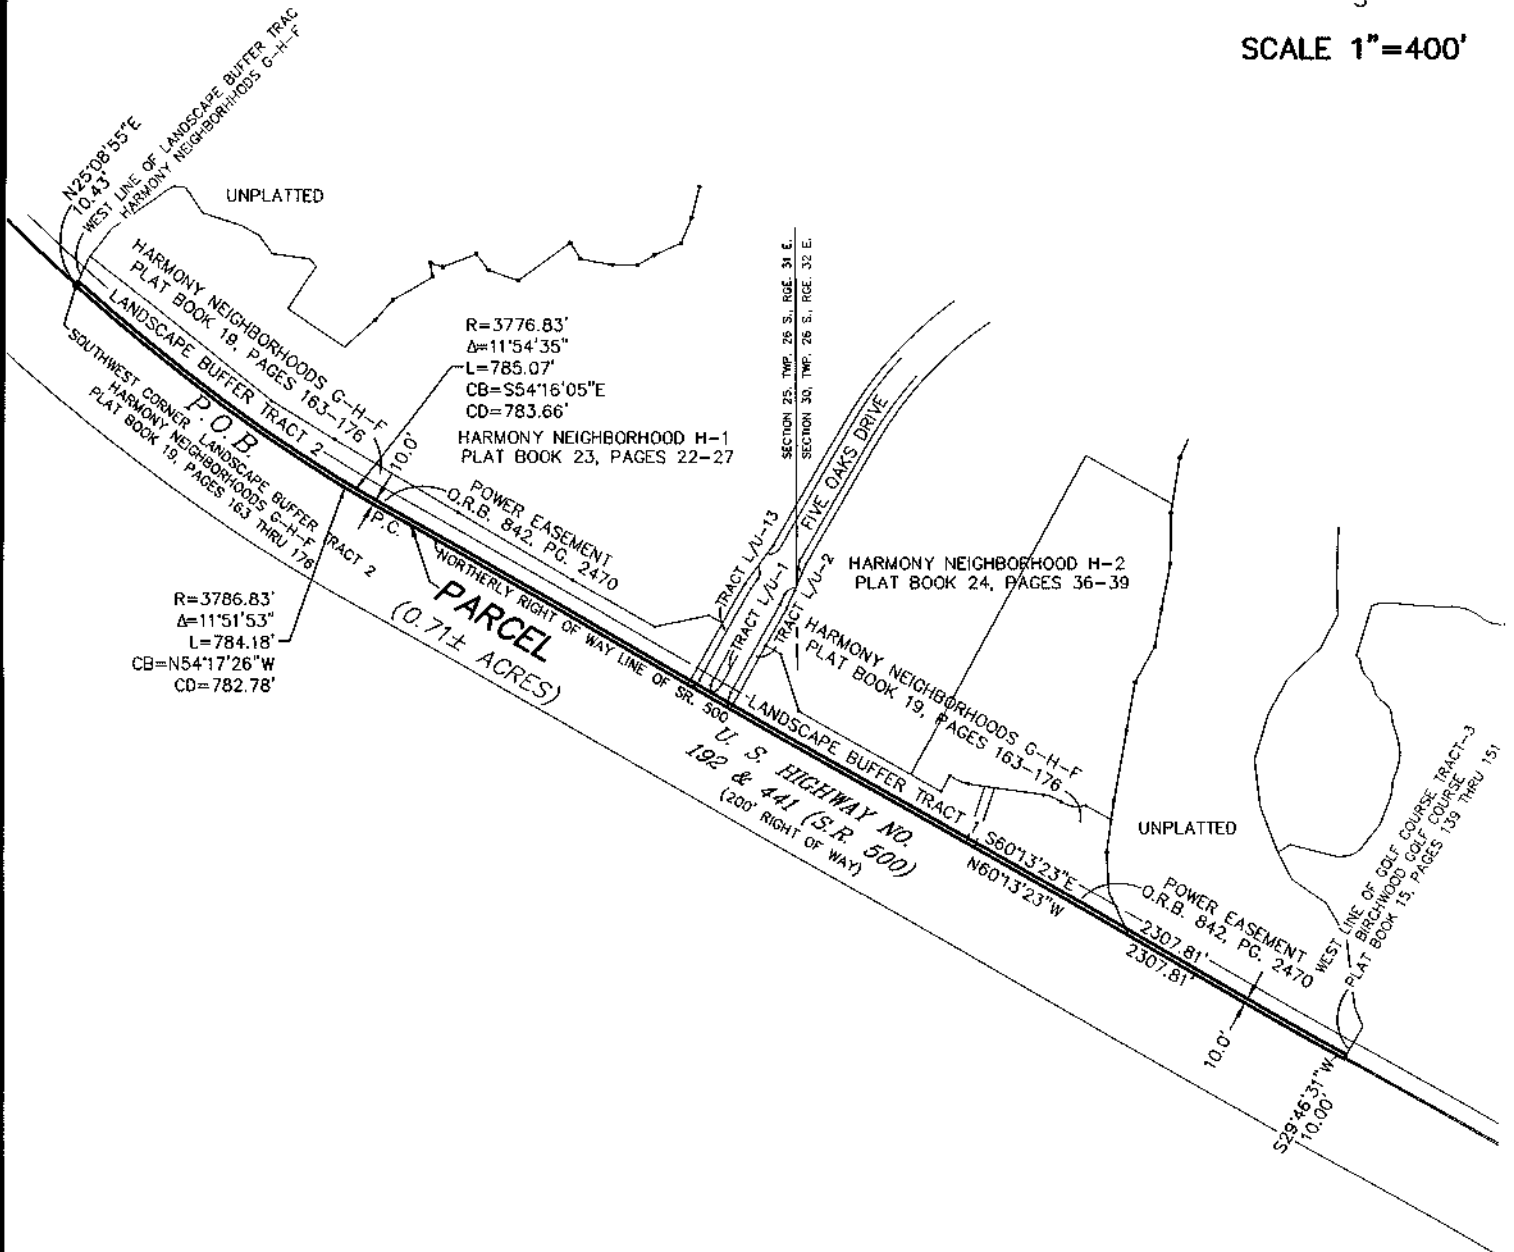 SCALE 1"=400'
N25°08'55"E
10.43'
WEST LINE OF LANDSCAPE BUFFER TRAC
HARMONY NEIGHBORHHODS G-H-F
UNPLATTED
HARMONY NEIGHBORHOODS G-H-F
PLAT BOOK 19, PAGES 163-176
LANDSCAPE BUFFER TRACT 2
SOUTHWEST CORNER LANDSCAPE BUFFER TRACT 2
HARMONY NEIGHBORHOODS G-H-F
PLAT BOOK 19, PAGES 163 THRU 176
P.O.B.
R=3776.83'
Δ=11°54'35"
L=785.07'
CB=S54°16'05"E
CD=783.66'
HARMONY NEIGHBORHOOD H-1
PLAT BOOK 23, PAGES 22-27
10.0'
P.C.
POWER EASEMENT
O.R.B. 842, PG. 2470
NORTHERLY RIGHT OF WAY LINE OF SR. 500
PARCEL
(0.71± ACRES)
R=3786.83'
Δ=11°51'53"
L=784.18'
CB=N54°17'26"W
CD=782.78'
SECTION 25, TWP. 26 S., RGE. 31 E.
SECTION 30, TWP. 26 S., RGE. 32 E.
FIVE OAKS DRIVE
TRACT L/U-13
TRACT L/U-1
TRACT L/U-2
HARMONY NEIGHBORHOOD H-2
PLAT BOOK 24, PAGES 36-39
HARMONY NEIGHBORHOODS G-H-F
PLAT BOOK 19, PAGES 163-176
LANDSCAPE BUFFER TRACT 1
U. S. HIGHWAY NO.
192 & 441 (S.R. 500)
(200' RIGHT OF WAY)
S60°13'23"E
N60°13'23"W
UNPLATTED
POWER EASEMENT
O.R.B. 842, PG. 2470
2307.81'
2307.81'
WEST LINE OF GOLF COURSE TRACT-3
BIRCHWOOD GOLF COURSE
PLAT BOOK 15, PAGES 139 THRU 151
10.0'
S29°46'31"W
10.00'